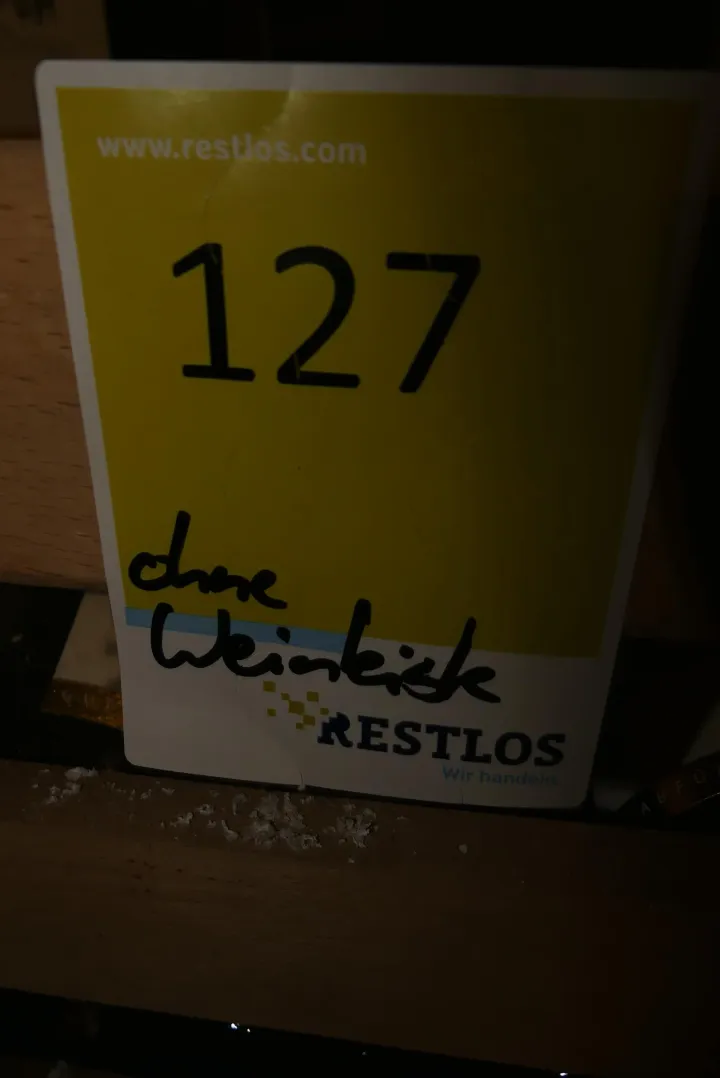 www.restlos.com
127
ohne
Weinkiste
RESTLOS
Wir handeln.